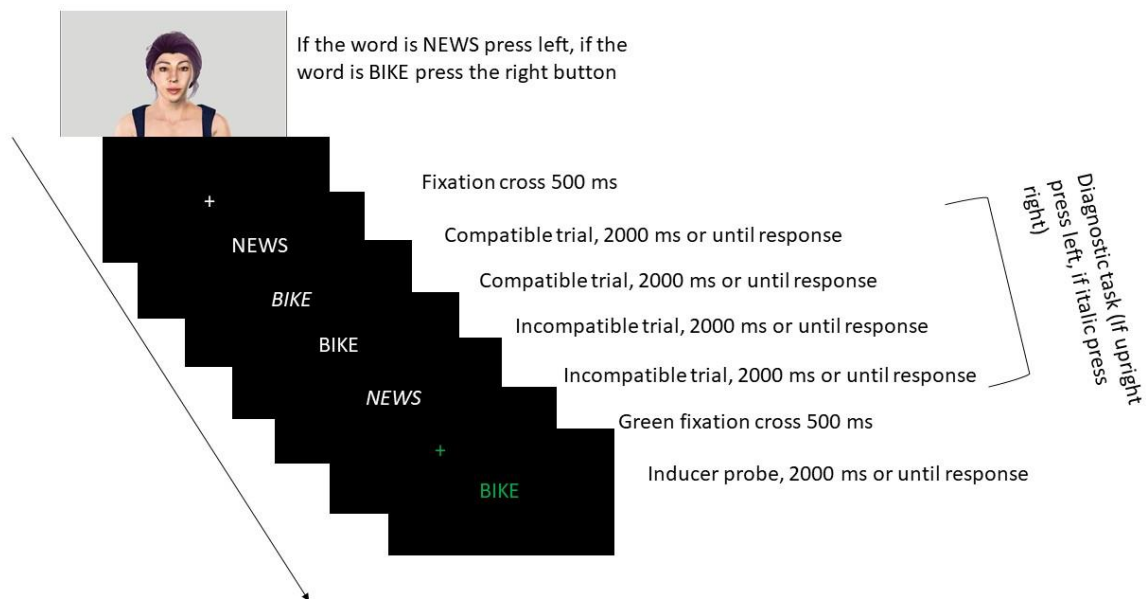 If the word is NEWS press left, if the
word is BIKE press the right button
+
Fixation cross 500 ms
NEWS
Compatible trial, 2000 ms or until response
BIKE
Compatible trial, 2000 ms or until response
BIKE
Incompatible trial, 2000 ms or until response
NEWS
Incompatible trial, 2000 ms or until response
+
Green fixation cross 500 ms
BIKE
Inducer probe, 2000 ms or until response
Diagnostic task (If upright
press left, if italic press
right)